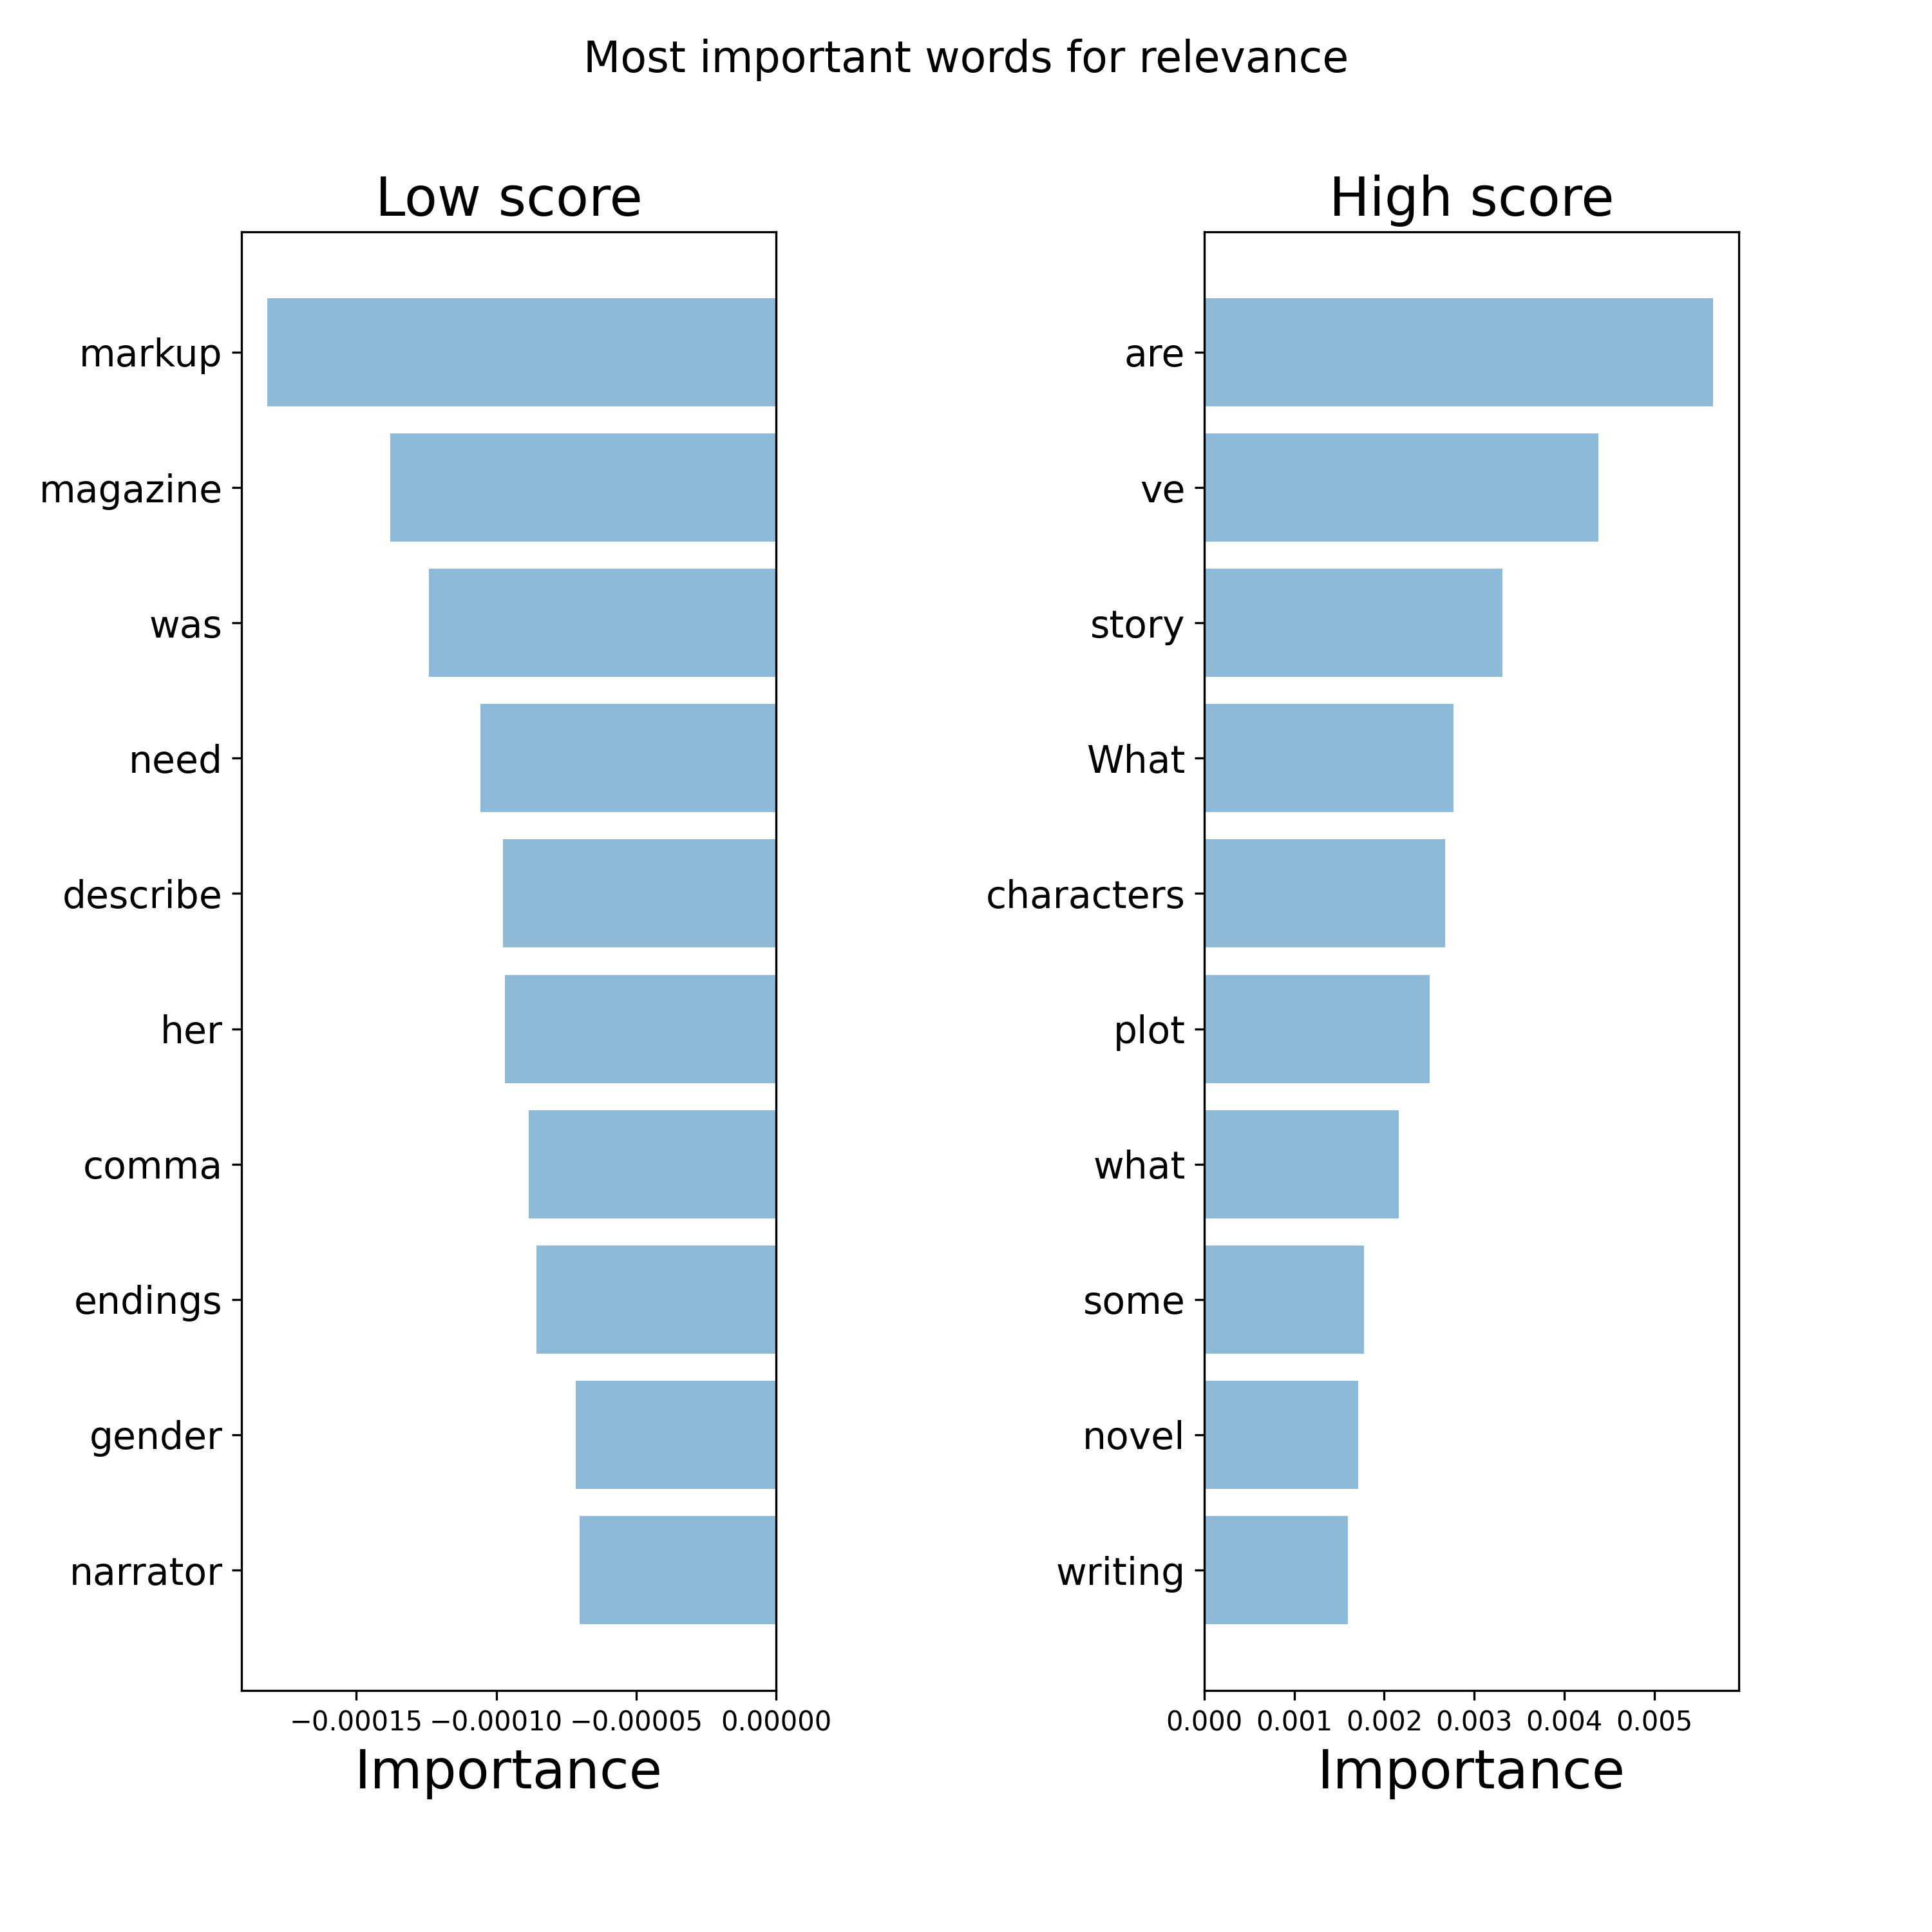 Most important words for relevance
Low score
markup
magazine
was
need
describe
her
comma
endings
gender
narrator
−0.00015 −0.00010 −0.00005 0.00000
Importance
High score
are
ve
story
What
characters
plot
what
some
novel
writing
0.000 0.001 0.002 0.003 0.004 0.005
Importance